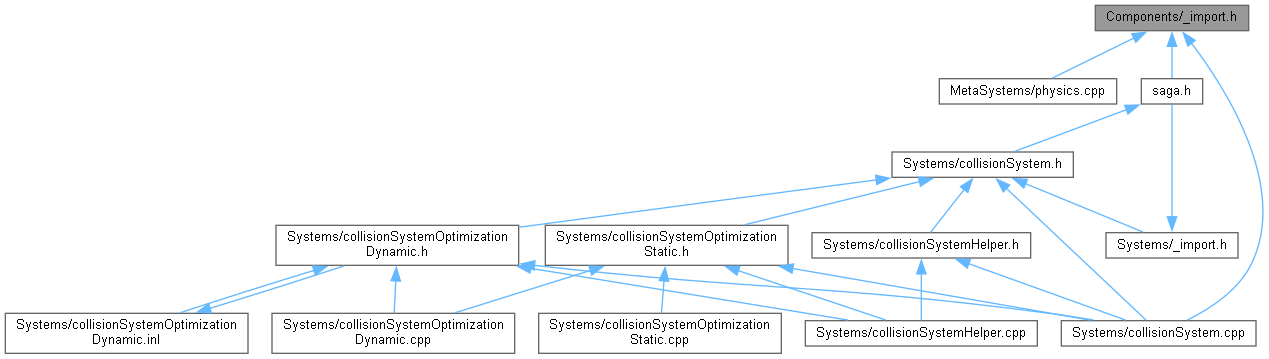 Components/_import.h
MetaSystems/physics.cpp
saga.h
Systems/collisionSystem.h
Systems/collisionSystemOptimization
Dynamic.h
Systems/collisionSystemOptimization
Static.h
Systems/collisionSystemHelper.h
Systems/_import.h
Systems/collisionSystemOptimization
Dynamic.inl
Systems/collisionSystemOptimization
Dynamic.cpp
Systems/collisionSystemOptimization
Static.cpp
Systems/collisionSystemHelper.cpp
Systems/collisionSystem.cpp